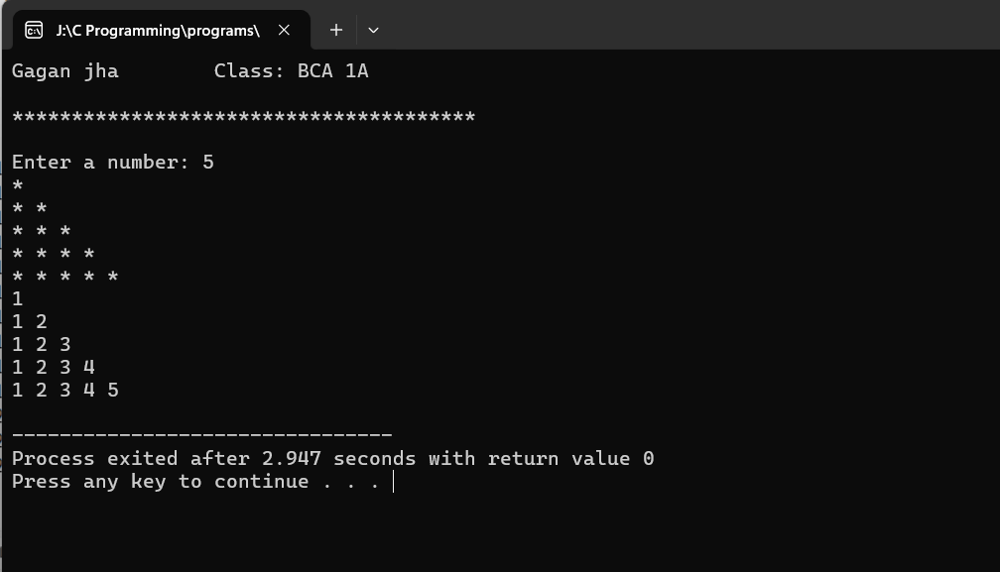 J:\C Programming\programs\
Gagan jha        Class: BCA 1A
***************************************
Enter a number: 5
*
* *
* * *
* * * *
* * * * *
1
1 2
1 2 3
1 2 3 4
1 2 3 4 5
--------------------------------
Process exited after 2.947 seconds with return value 0
Press any key to continue . . .